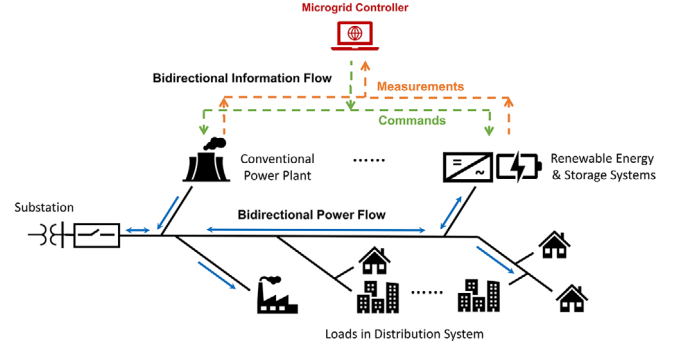 Microgrid Controller
Bidirectional Information Flow
Measurements
Commands
Conventional
Power Plant
......
Renewable Energy
& Storage Systems
Substation
Bidirectional Power Flow
......
Loads in Distribution System